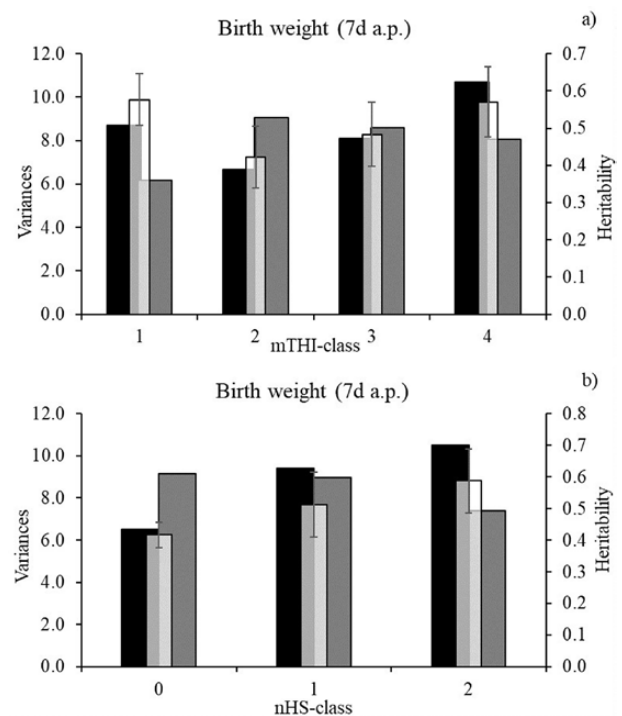 a)
Birth weight (7d a.p.)
12.0
10.0
8.0
6.0
4.0
2.0
0.0
Variances
0.7
0.6
0.5
0.4
0.3
0.2
0.1
0.0
Heritability
1 2 3 4
mTHI-class
b)
Birth weight (7d a.p.)
12.0
10.0
8.0
6.0
4.0
2.0
0.0
Variances
0.8
0.7
0.6
0.5
0.4
0.3
0.2
0.1
0.0
Heritability
0 1 2
nHS-class